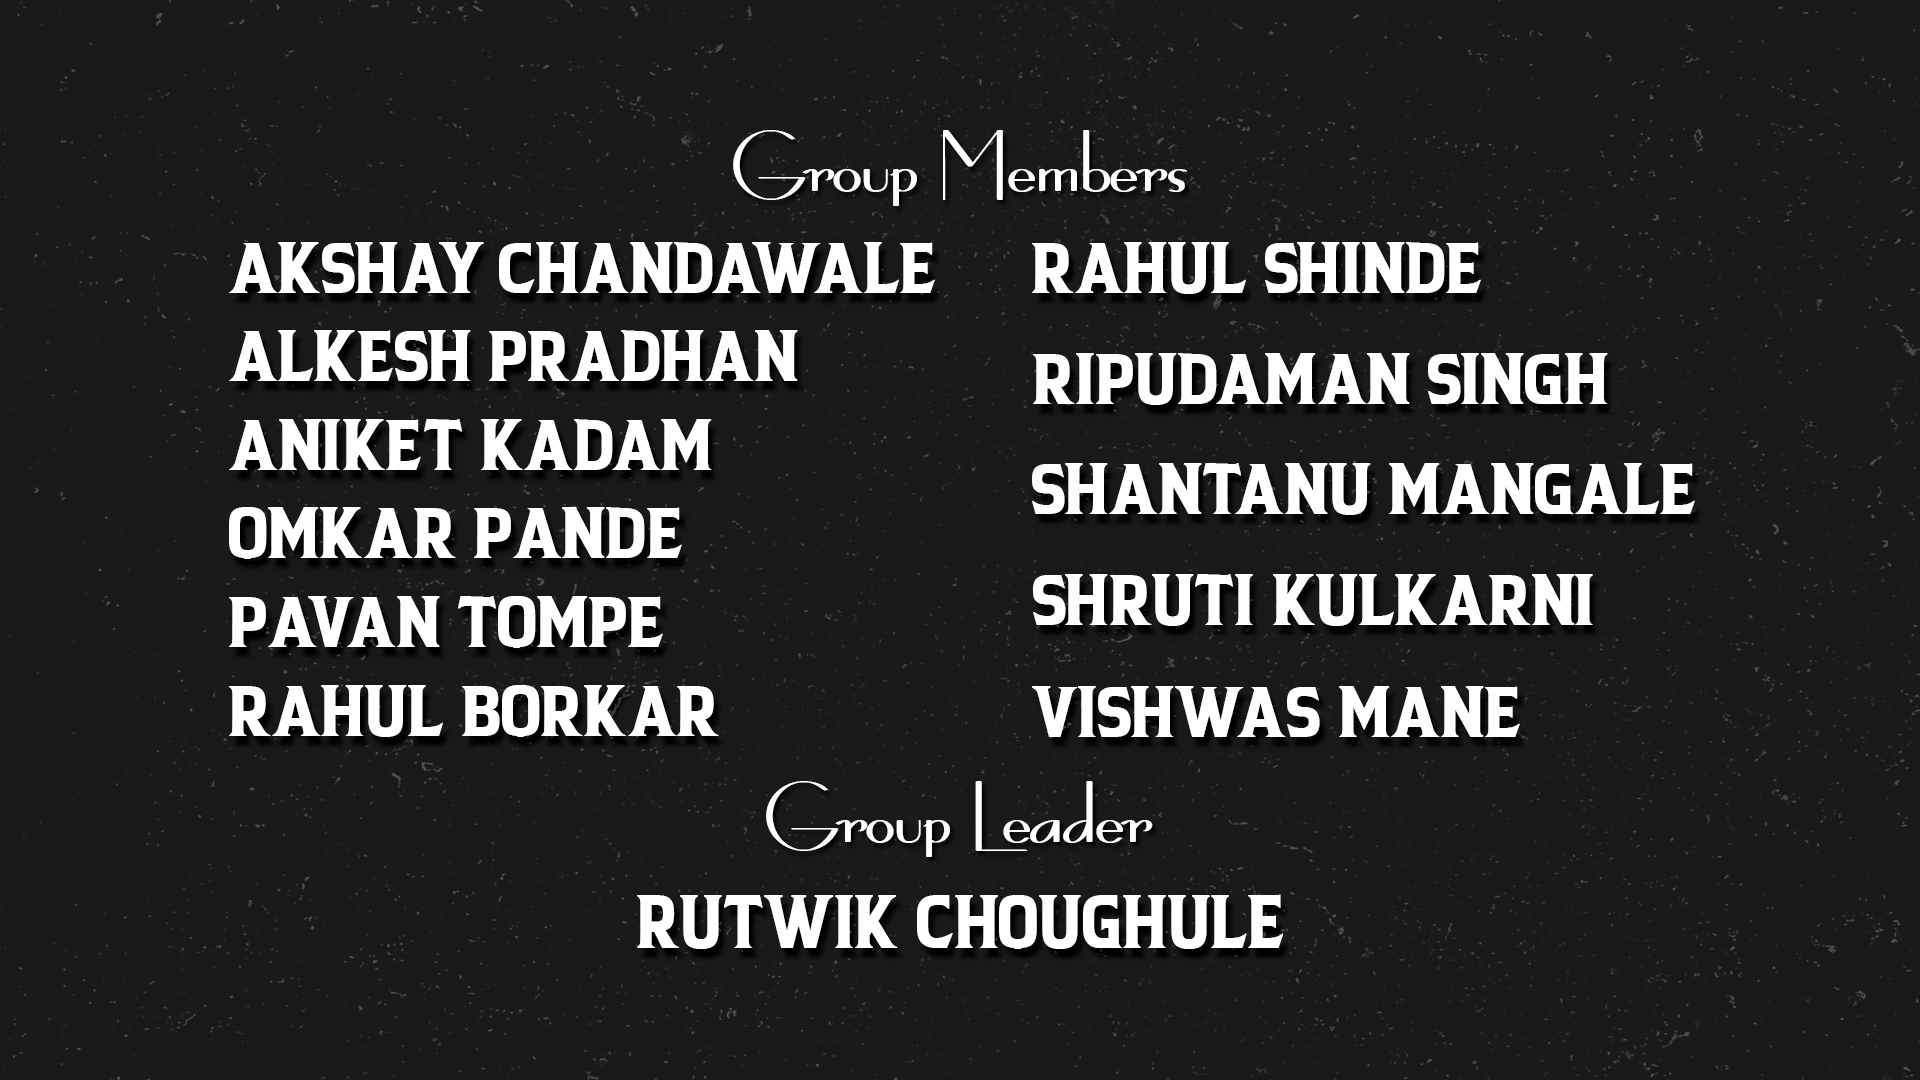 Group Members
AKSHAY CHANDAWALE
ALKESH PRADHAN
ANIKET KADAM
OMKAR PANDE
PAVAN TOMPE
RAHUL BORKAR
RAHUL SHINDE
RIPUDAMAN SINGH
SHANTANU MANGALE
SHRUTI KULKARNI
VISHWAS MANE
Group Leader
RUTWIK CHOUGHULE